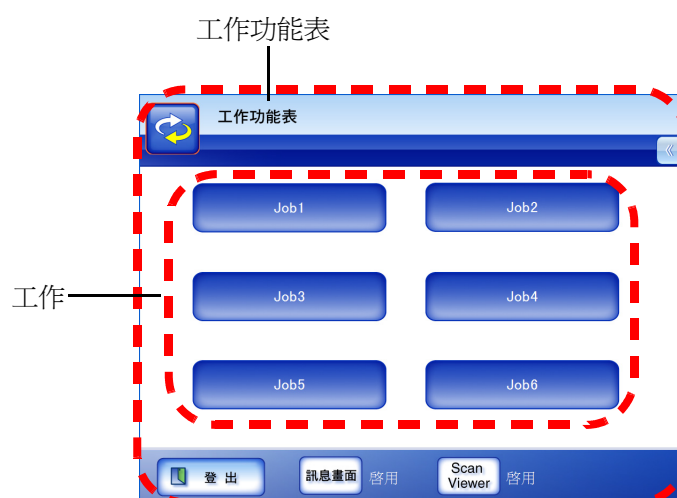 工作功能表
工作功能表
Job1 Job2
工作
Job3 Job4
Job5 Job6
登 出 訊息畫面 啓用 Scan Viewer 啓用